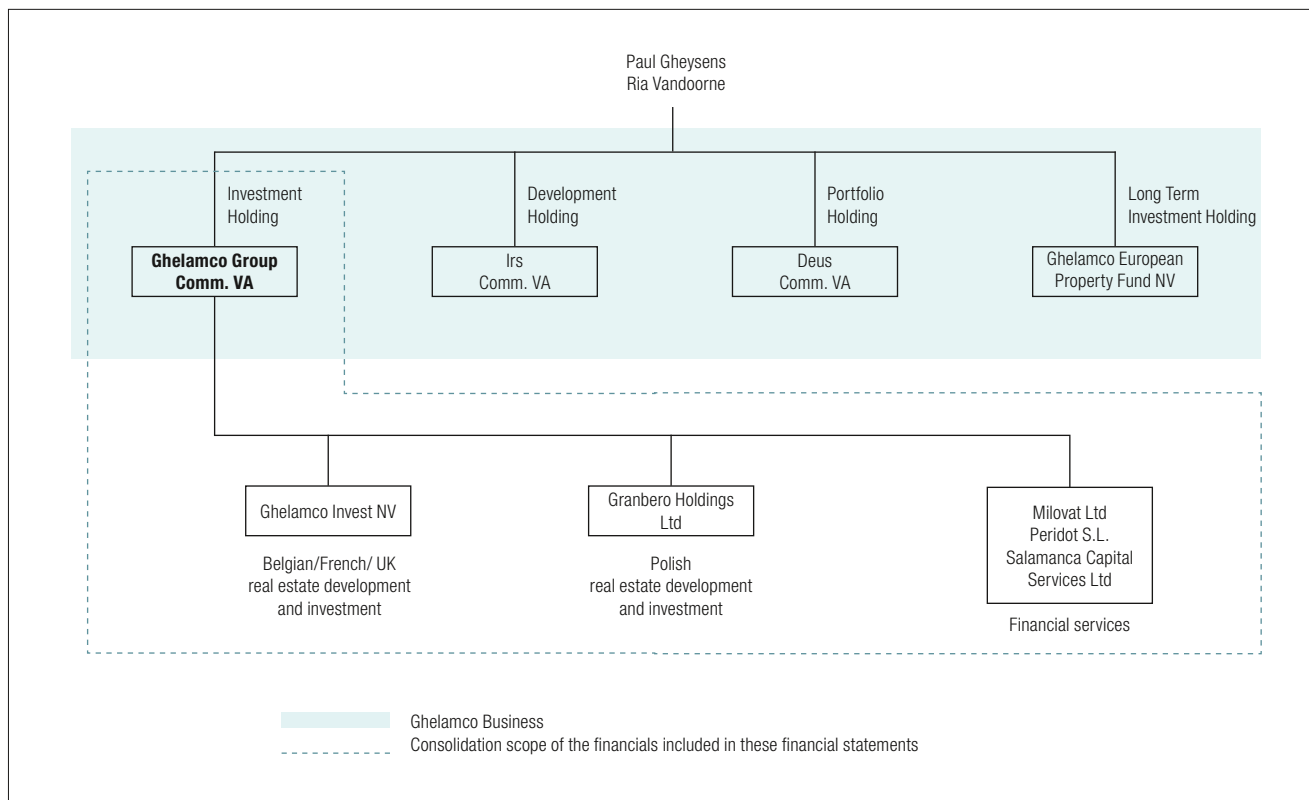 Paul Gheysens
Ria Vandoorne
Investment
Holding
Development
Holding
Portfolio
Holding
Long Term
Investment Holding
Ghelamco Group
Comm. VA
Irs
Comm. VA
Deus
Comm. VA
Ghelamco European
Property Fund NV
Ghelamco Invest NV
Belgian/French/ UK
real estate development
and investment
Granbero Holdings
Ltd
Polish
real estate development
and investment
Milovat Ltd
Peridot S.L.
Salamanca Capital
Services Ltd
Financial services
Ghelamco Business
Consolidation scope of the financials included in these financial statements